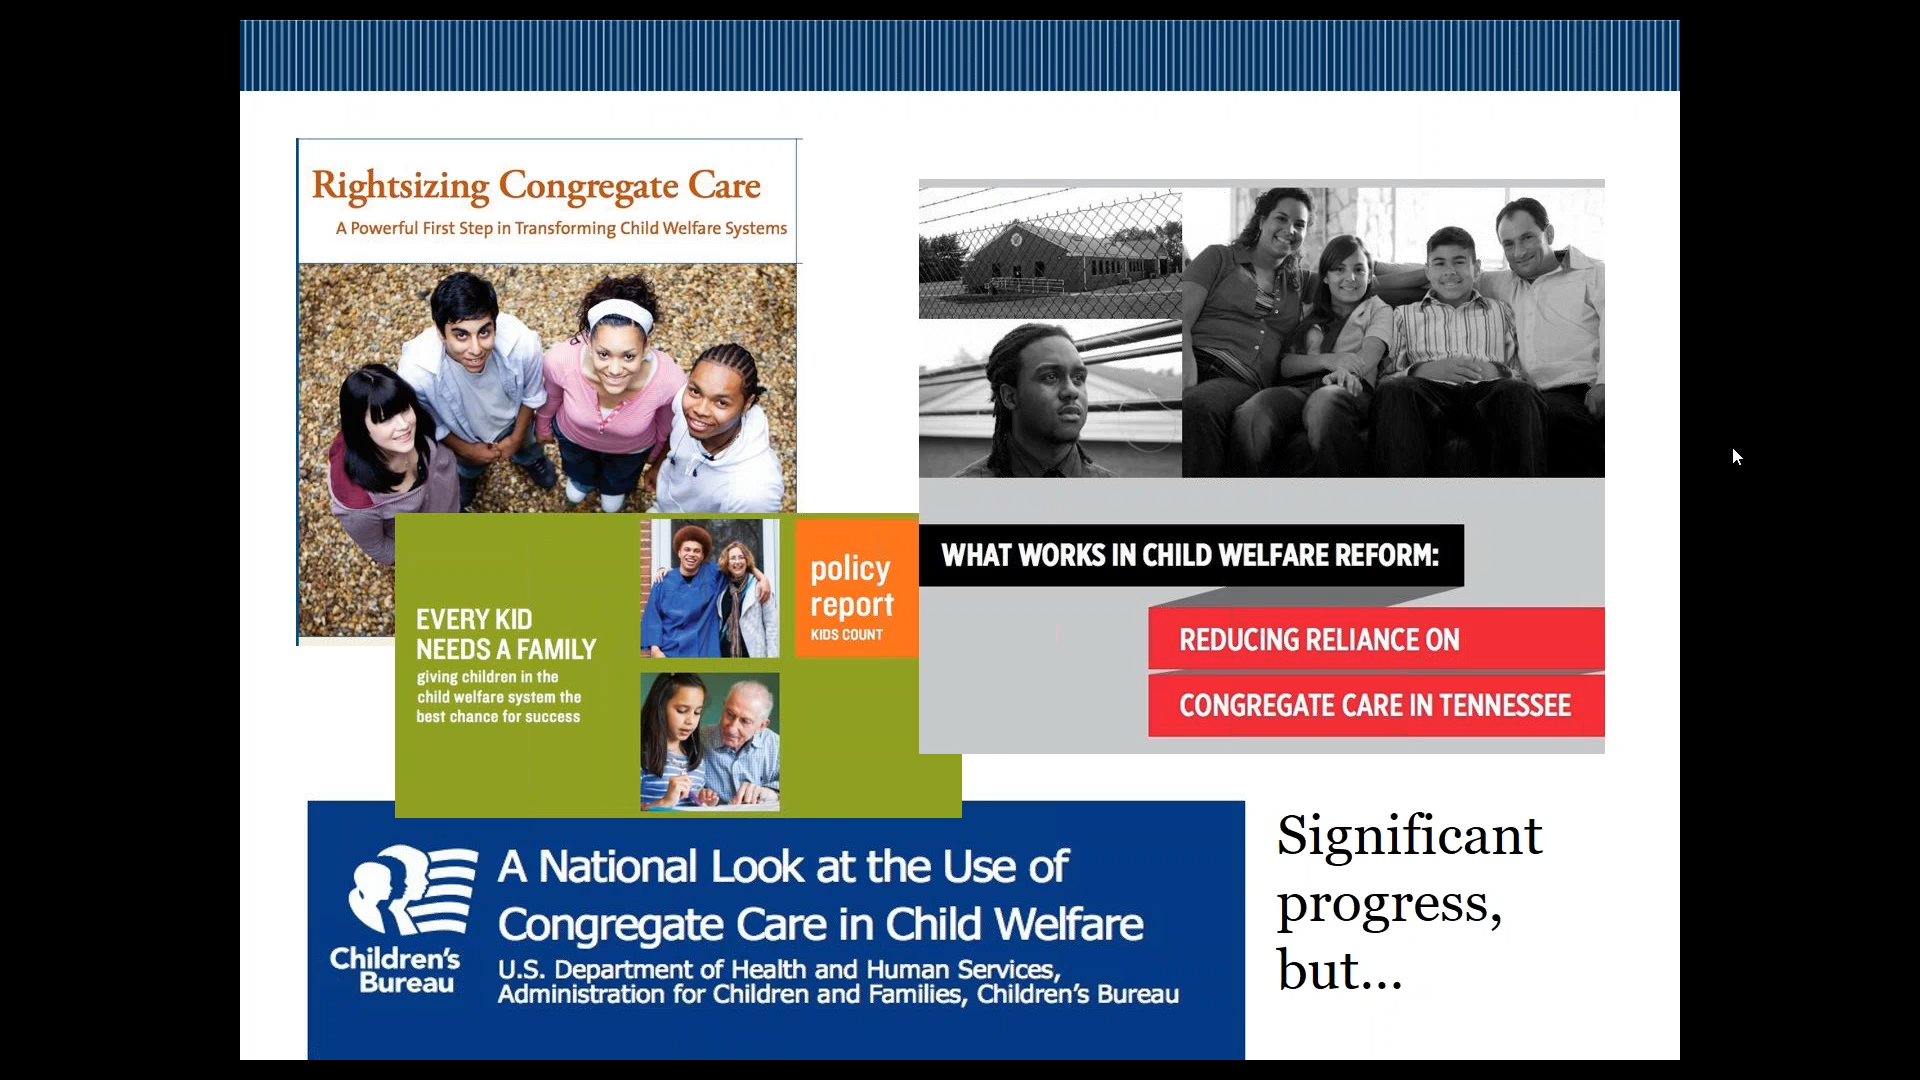 Rightsizing Congregate Care
A Powerful First Step in Transforming Child Welfare Systems
EVERY KID
NEEDS A FAMILY
giving children in the
child welfare system the
best chance for success
policy
report
KIDS COUNT
WHAT WORKS IN CHILD WELFARE REFORM:
REDUCING RELIANCE ON
CONGREGATE CARE IN TENNESSEE
Children's
Bureau
A National Look at the Use of
Congregate Care in Child Welfare
U.S. Department of Health and Human Services,
Administration for Children and Families, Children's Bureau
Significant
progress,
but...